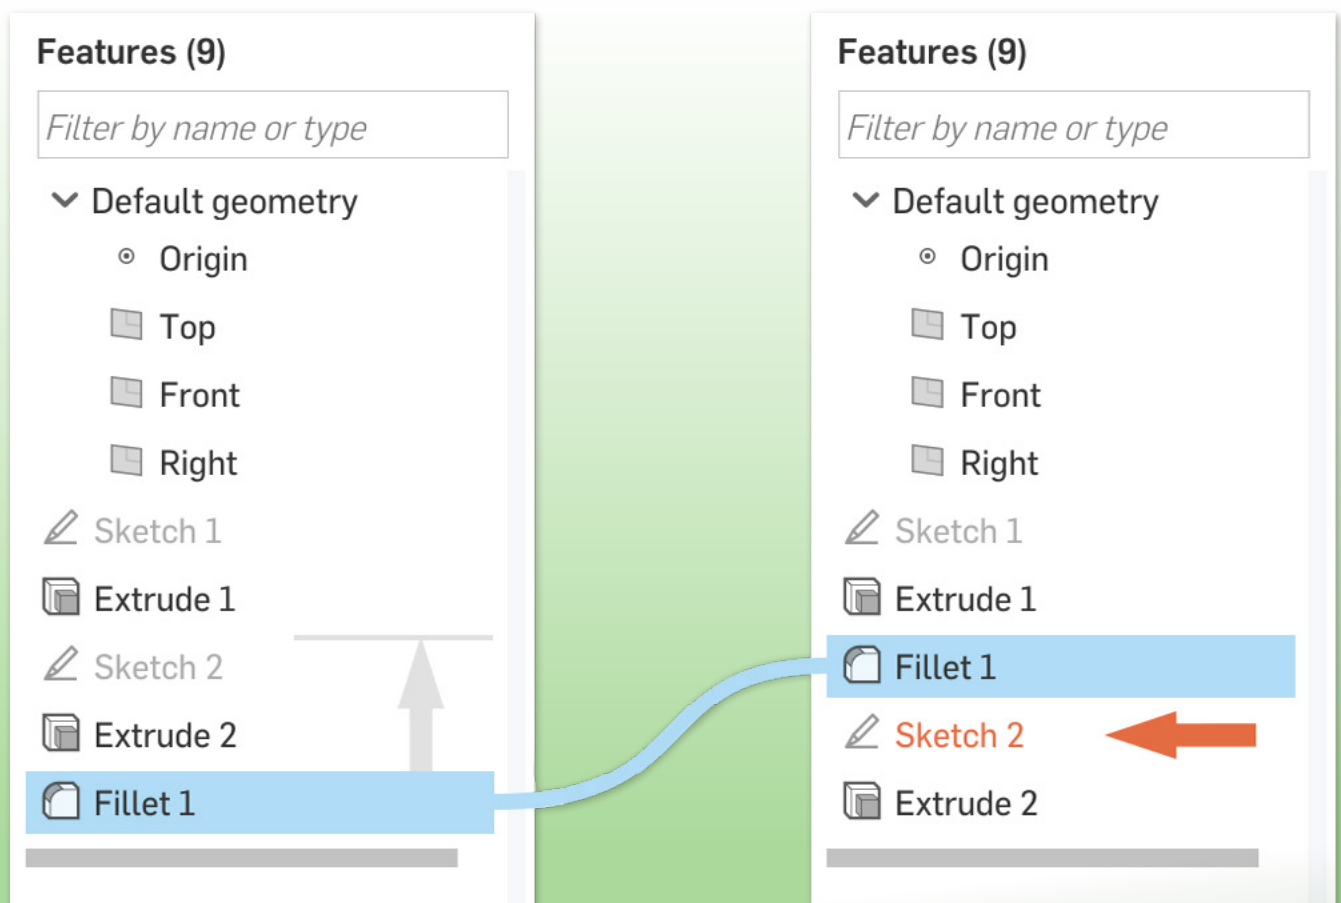 Features (9)
Filter by name or type
Default geometry
Origin
Top
Front
Right
Sketch 1
Extrude 1
Sketch 2
Extrude 2
Fillet 1
Features (9)
Filter by name or type
Default geometry
Origin
Top
Front
Right
Sketch 1
Extrude 1
Fillet 1
Sketch 2
Extrude 2